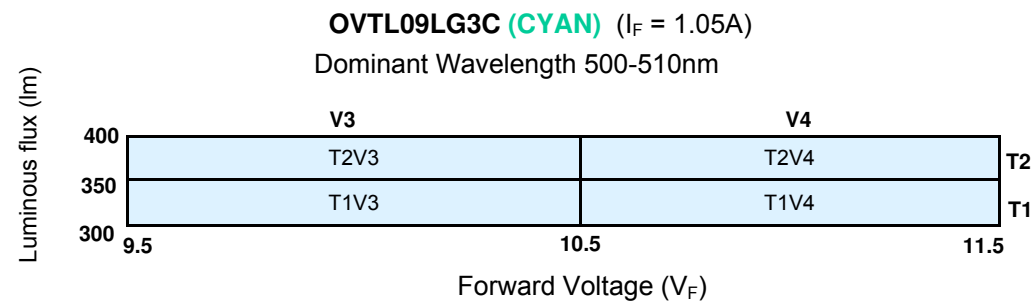 OVTL09LG3C (CYAN) (IF = 1.05A)
Dominant Wavelength 500-510nm
Luminous flux (lm)
V3 V4
400
T2V3 T2V4 T2
350
T1V3 T1V4 T1
300
9.5 10.5 11.5
Forward Voltage (VF)